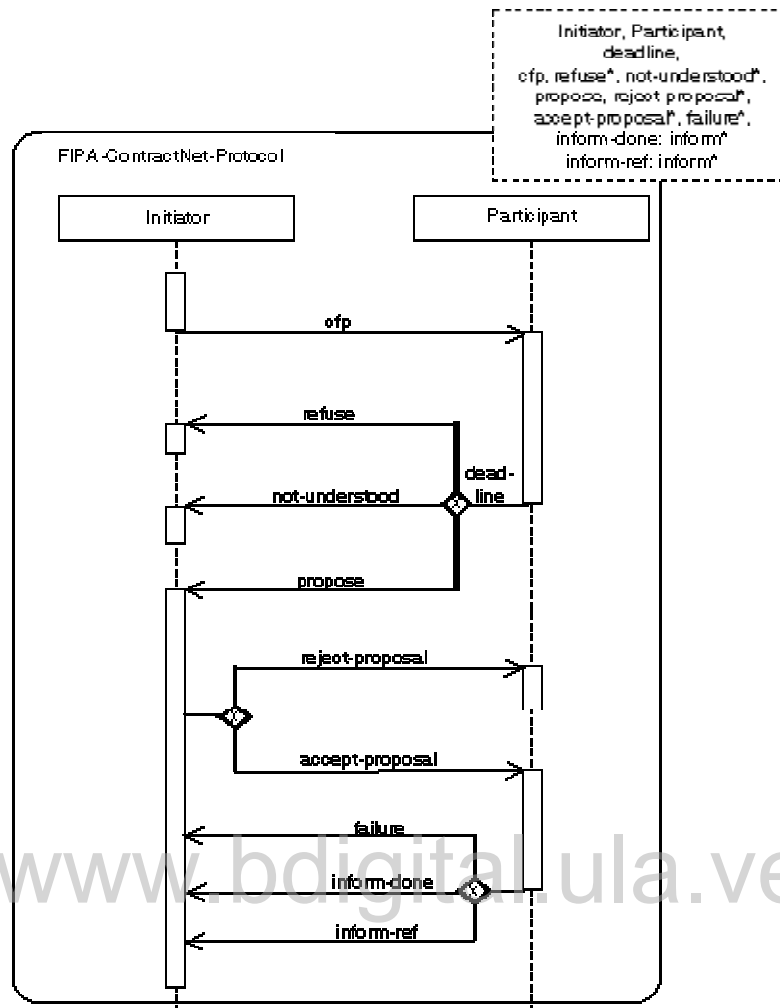 Initiator, Participant,
deadline,
cfp, refuse*, not-understood*,
propose, reject-proposal*,
accept-proposal*, failure*,
inform-done: inform*
inform-ref: inform*
FIPA-ContractNet-Protocol
Initiator
Participant
cfp
refuse
dead-
line
not-understood
x
propose
reject-proposal
x
accept-proposal
failure
inform-done
x
inform-ref
www.bdigital.ula.ve